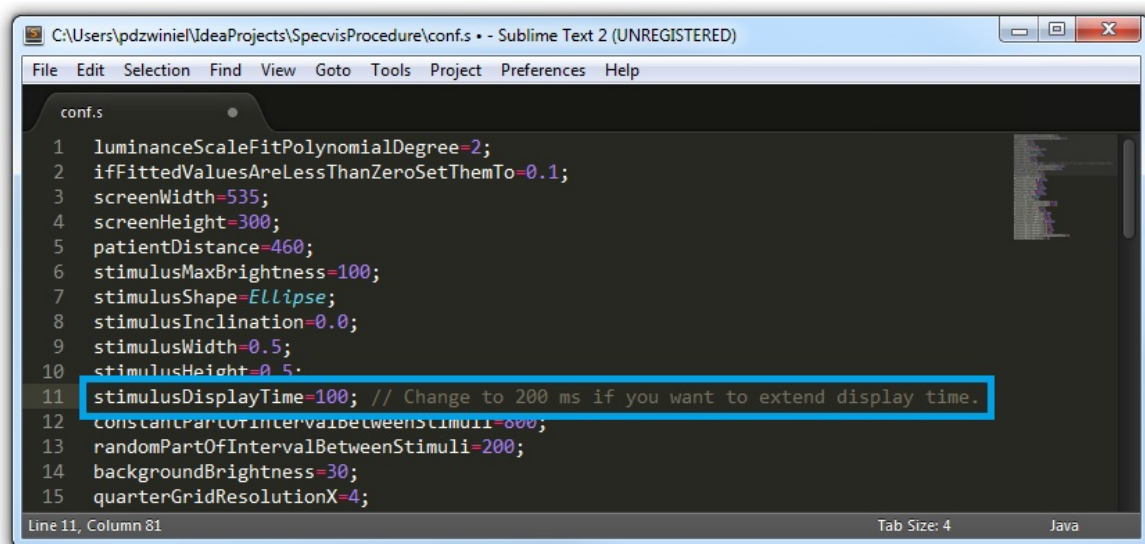 C:\Users\pdzwiniel\IdeaProjects\SpecvisProcedure\conf.s • - Sublime Text 2 (UNREGISTERED)
File Edit Selection Find View Goto Tools Project Preferences Help
conf.s
1 luminanceScaleFitPolynomialDegree=2;
2 ifFittedValuesAreLessThanZeroSetThemTo=0.1;
3 screenWidth=535;
4 screenHeight=300;
5 patientDistance=460;
6 stimulusMaxBrightness=100;
7 stimulusShape=Ellipse;
8 stimulusInclination=0.0;
9 stimulusWidth=0.5;
10 stimulusHeight=0.5;
11 stimulusDisplayTime=100; // Change to 200 ms if you want to extend display time.
12 constantPartOfIntervalBetweenStimuli=800;
13 randomPartOfIntervalBetweenStimuli=200;
14 backgroundBrightness=30;
15 quarterGridResolutionX=4;
Line 11, Column 81 Tab Size: 4 Java